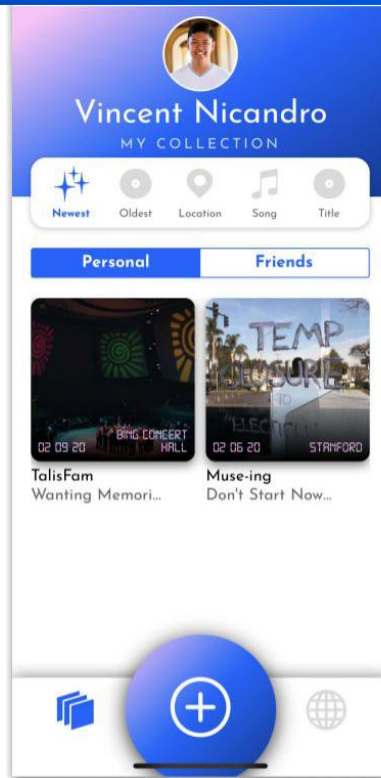 Vincent Nicandro
MY COLLECTION
Newest Oldest Location Song Title
Personal Friends
TEMP
CLOSURE
02 09 20 BING CONCERT HALL
02 06 20 STANFORD
TalisFam
Wanting Memori...
Muse-ing
Don't Start Now...